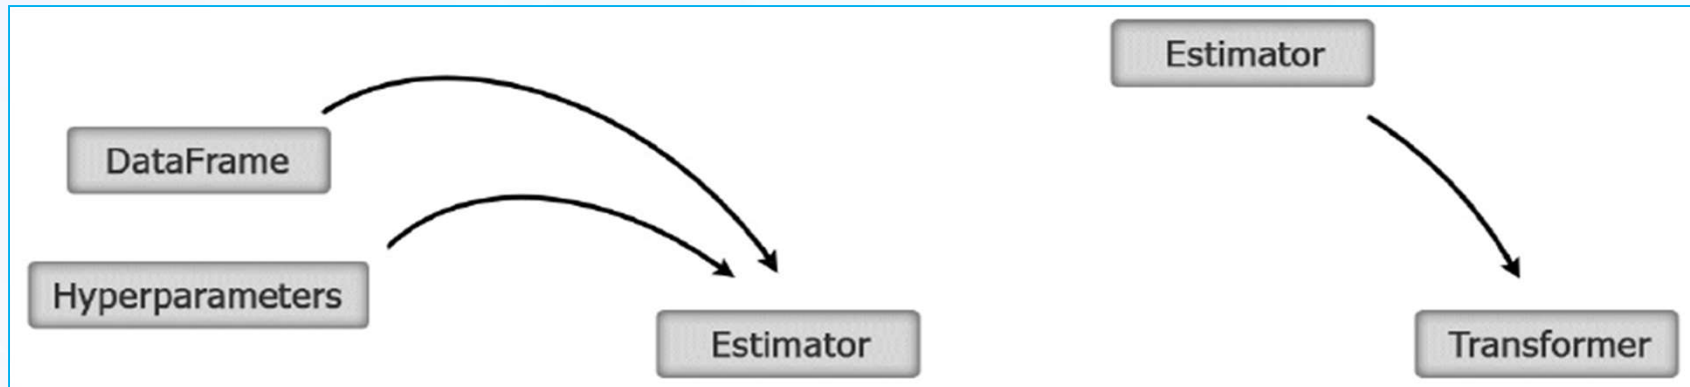 Estimator
DataFrame
Hyperparameters
Estimator
Transformer